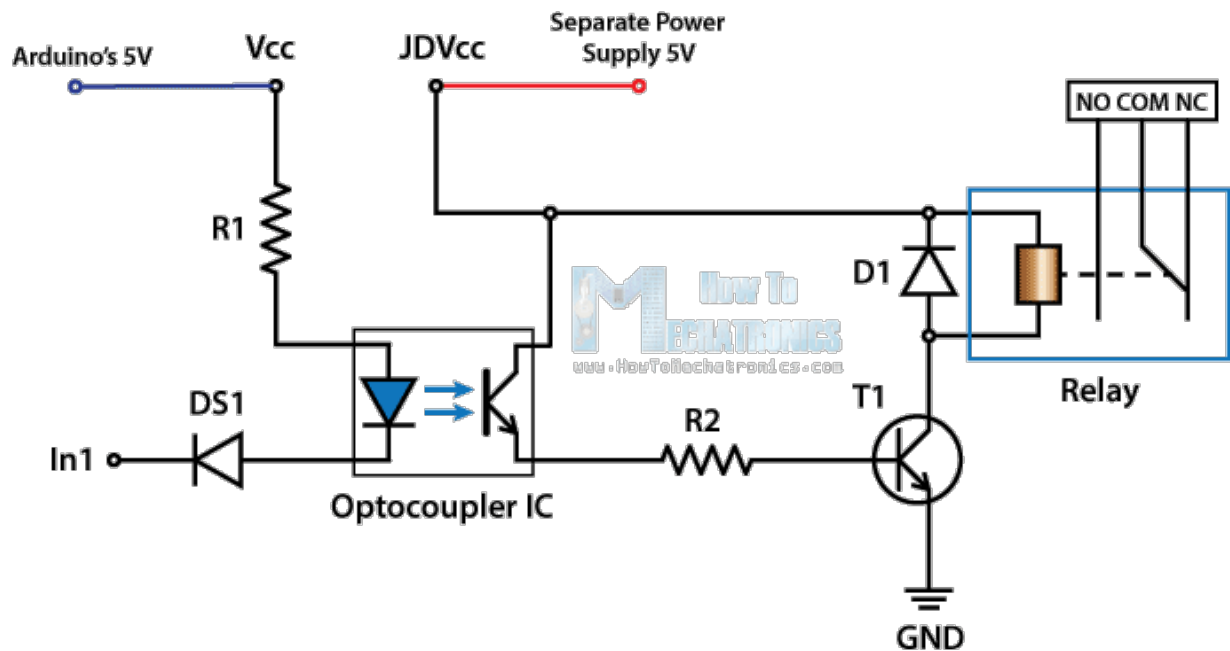 Arduino's 5V
Vcc
JDVcc
Separate Power
Supply 5V
NO COM NC
R1
D1
How To
MECHATRONICS
www.HowToMechatronics.com
Relay
DS1
T1
R2
In1
Optocoupler IC
GND